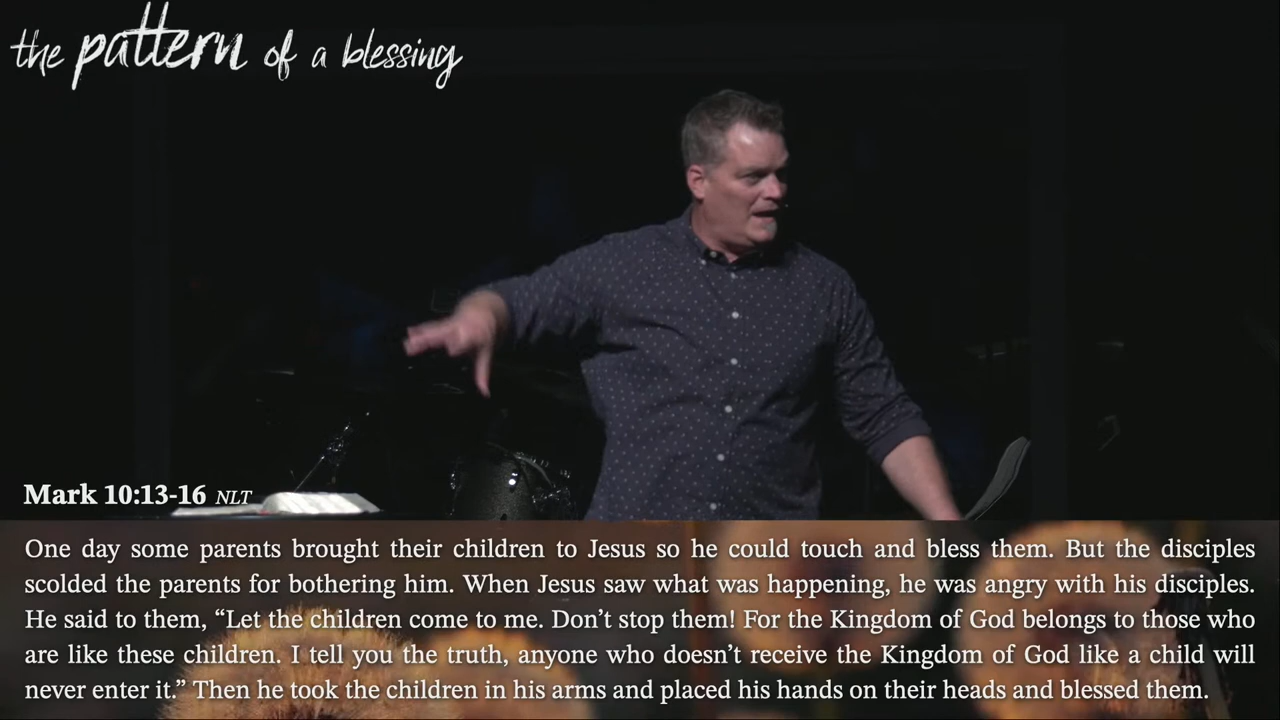 the pattern of a blessing
Mark 10:13-16 NLT
One day some parents brought their children to Jesus so he could touch and bless them. But the disciples
scolded the parents for bothering him. When Jesus saw what was happening, he was angry with his disciples.
He said to them, “Let the children come to me. Don’t stop them! For the Kingdom of God belongs to those who
are like these children. I tell you the truth, anyone who doesn’t receive the Kingdom of God like a child will
never enter it.” Then he took the children in his arms and placed his hands on their heads and blessed them.